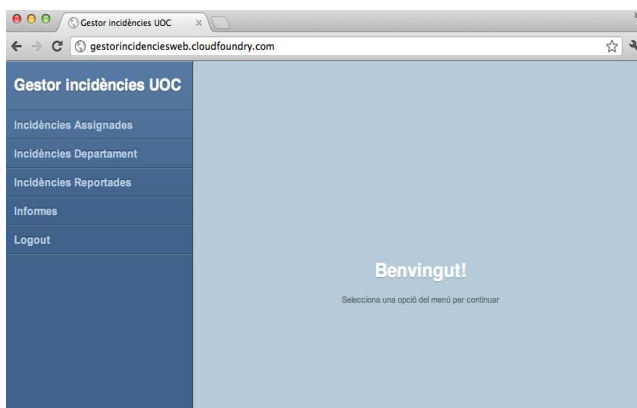 Gestor incidències UOC
gestorincidenciesweb.cloudfoundry.com
Gestor incidències UOC
Incidències Assignades
Incidències Departament
Incidències Reportades
Informes
Logout
Benvingut!
Selecciona una opció del menú per continuar